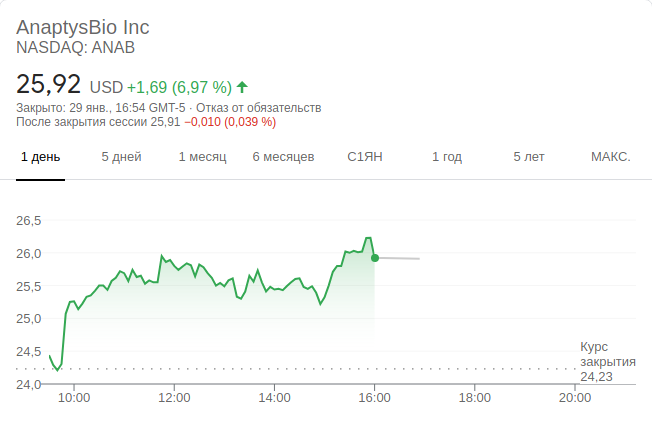 AnaptysBio Inc
NASDAQ: ANAB
25,92 USD +1,69 (6,97 %)
Закрыто: 29 янв., 16:54 GMT-5 · Отказ от обязательств
После закрытия сессии 25,91 −0,010 (0,039 %)
1 день 5 дней 1 месяц 6 месяцев С1ЯН 1 год 5 лет МАКС.
26,5
26,0
25,5
25,0
24,5
24,0
Курс
закрытия
24,23
10:00 12:00 14:00 16:00 18:00 20:00